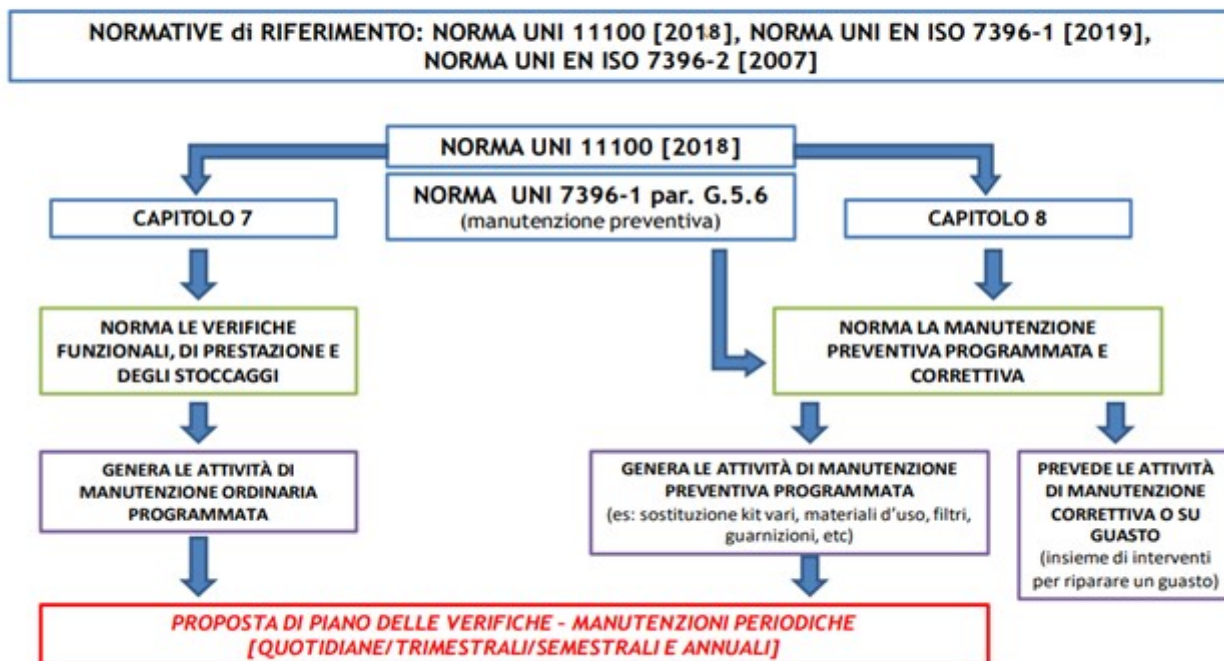 NORMATIVE di RIFERIMENTO: NORMA UNI 11100 [2018], NORMA UNI EN ISO 7396-1 [2019],
NORMA UNI EN ISO 7396-2 [2007]
NORMA UNI 11100 [2018]
NORMA UNI 7396-1 par. G.5.6
(manutenzione preventiva)
CAPITOLO 7
CAPITOLO 8
NORMA LE VERIFICHE
FUNZIONALI, DI PRESTAZIONE E
DEGLI STOCCAGGI
NORMA LA MANUTENZIONE
PREVENTIVA PROGRAMMATA E
CORRETTIVA
GENERA LE ATTIVITÀ DI
MANUTENZIONE ORDINARIA
PROGRAMMATA
GENERA LE ATTIVITÀ DI MANUTENZIONE
PREVENTIVA PROGRAMMATA
(es: sostituzione kit vari, materiali d'uso, filtri,
guarnizioni, etc)
PREVEDE LE ATTIVITÀ
DI MANUTENZIONE
CORRETTIVA O SU
GUASTO
(insieme di interventi
per riparare un guasto)
PROPOSTA DI PIANO DELLE VERIFICHE – MANUTENZIONI PERIODICHE
[QUOTIDIANE/TRIMESTRALI/SEMESTRALI E ANNUALI]